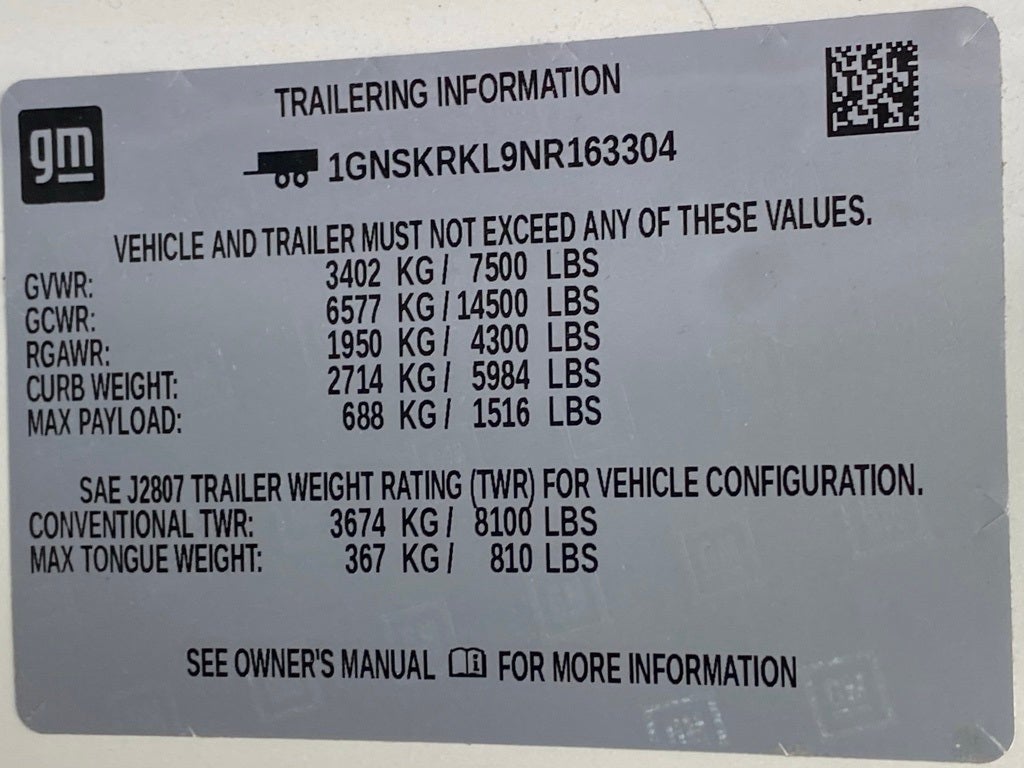 gm
TRAILERING INFORMATION
1GNSKRKL9NR163304
VEHICLE AND TRAILER MUST NOT EXCEED ANY OF THESE VALUES.
GVWR: 3402 KG / 7500 LBS
GCWR: 6577 KG / 14500 LBS
RGAWR: 1950 KG / 4300 LBS
CURB WEIGHT: 2714 KG / 5984 LBS
MAX PAYLOAD: 688 KG / 1516 LBS
SAE J2807 TRAILER WEIGHT RATING (TWR) FOR VEHICLE CONFIGURATION.
CONVENTIONAL TWR: 3674 KG / 8100 LBS
MAX TONGUE WEIGHT: 367 KG / 810 LBS
SEE OWNER'S MANUAL FOR MORE INFORMATION